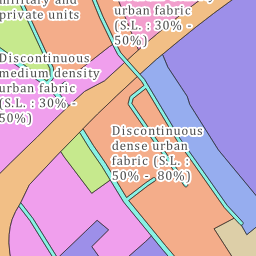 military and
private units
urban fabric
(S.L. : 30% -
50%)
Discontinuous
medium density
urban fabric
(S.L. : 30% -
50%)
Discontinuous
dense urban
fabric (S.L. :
50% -  80%)